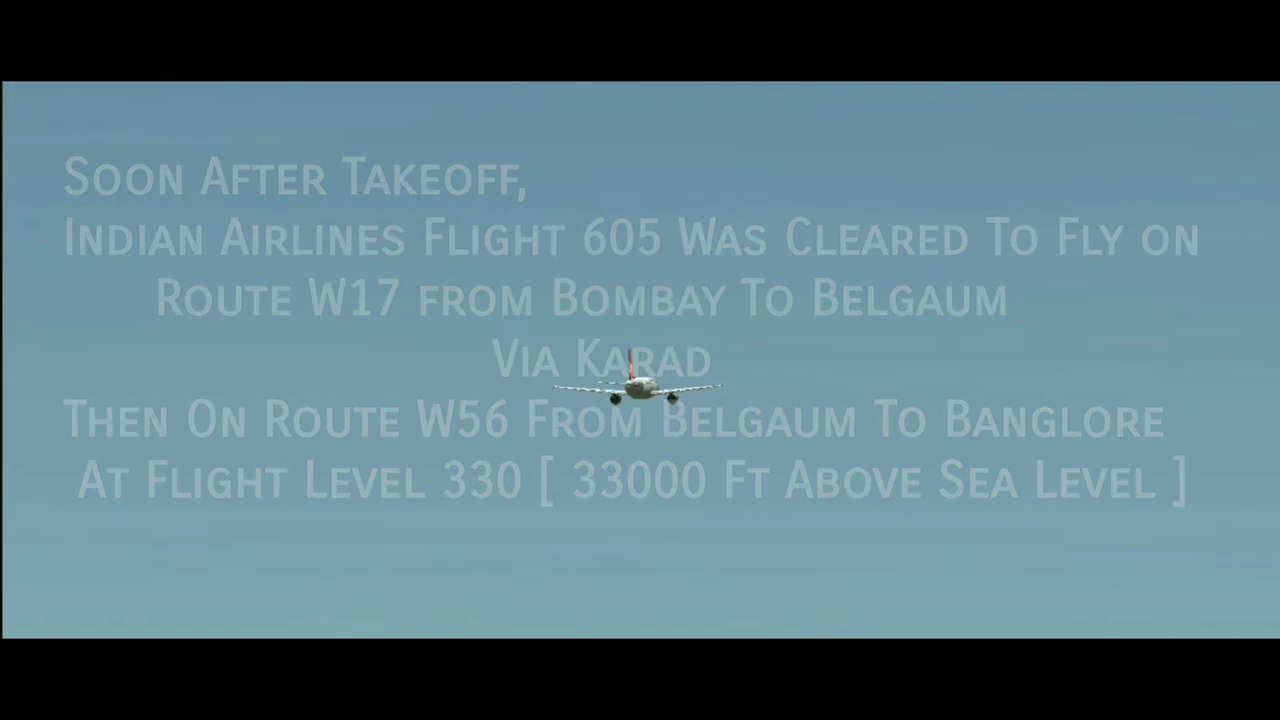 Soon After Takeoff,
Indian Airlines Flight 605 Was Cleared To Fly on
Route W17 from Bombay To Belgaum
Via Karad
Then On Route W56 From Belgaum To Banglore
At Flight Level 330 [ 33000 Ft Above Sea Level ]